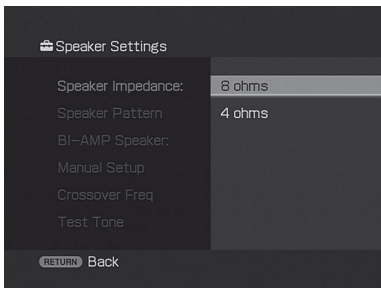 Speaker Settings
Speaker Impedance: 8 ohms
Speaker Pattern 4 ohms
BI-AMP Speaker:
Manual Setup
Crossover Freq
Test Tone
RETURN Back